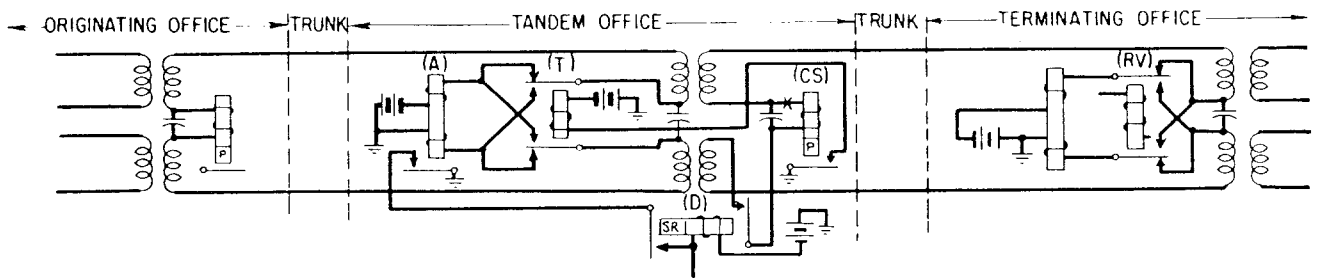 ORIGINATING OFFICE TRUNK TANDEM OFFICE TRUNK TERMINATING OFFICE
(A) (T) (CS) (RV)
P P
(D)
SR